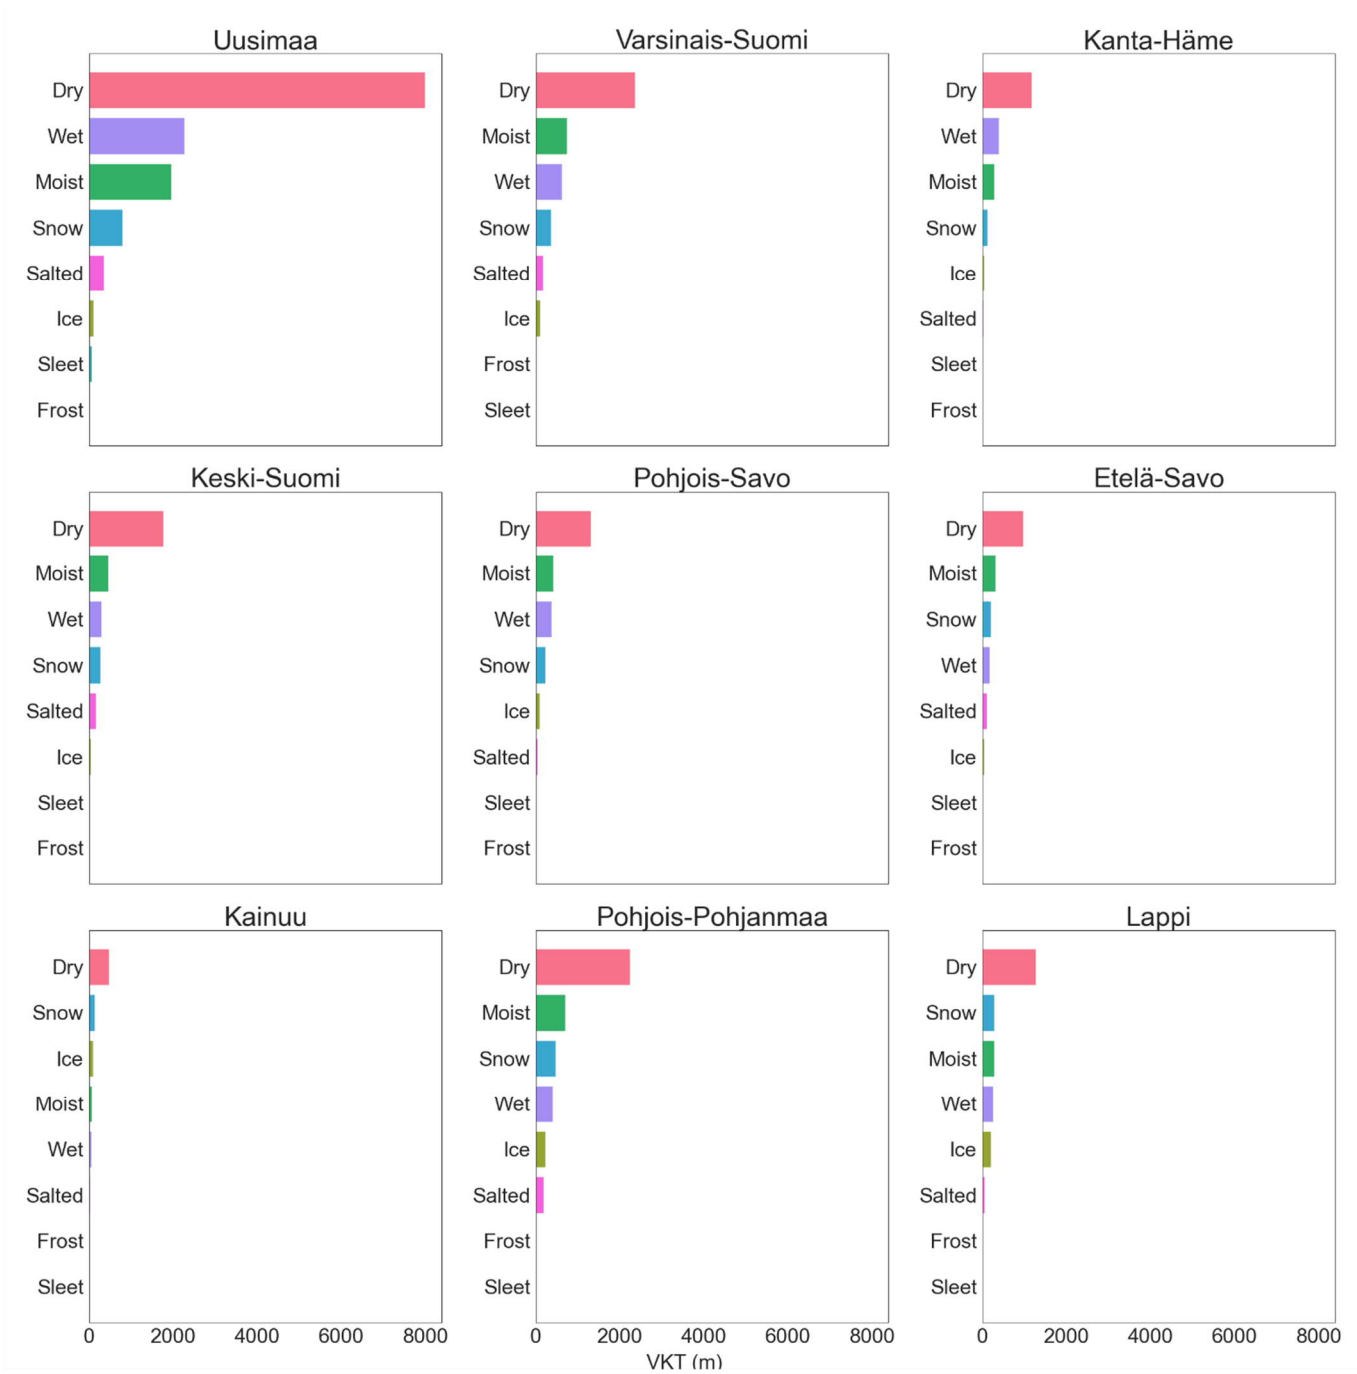 Uusimaa
Dry
Wet
Moist
Snow
Salted
Ice
Sleet
Frost
Varsinais-Suomi
Dry
Moist
Wet
Snow
Salted
Ice
Frost
Sleet
Kanta-Häme
Dry
Wet
Moist
Snow
Ice
Salted
Sleet
Frost
Keski-Suomi
Dry
Moist
Wet
Snow
Salted
Ice
Sleet
Frost
Pohjois-Savo
Dry
Moist
Wet
Snow
Ice
Salted
Sleet
Frost
Etelä-Savo
Dry
Moist
Snow
Wet
Salted
Ice
Sleet
Frost
Kainuu
Dry
Snow
Ice
Moist
Wet
Salted
Frost
Sleet
0 2000 4000 6000 8000
Pohjois-Pohjanmaa
Dry
Moist
Snow
Wet
Ice
Salted
Frost
Sleet
0 2000 4000 6000 8000
VKT (m)
Lappi
Dry
Snow
Moist
Wet
Ice
Salted
Frost
Sleet
0 2000 4000 6000 8000